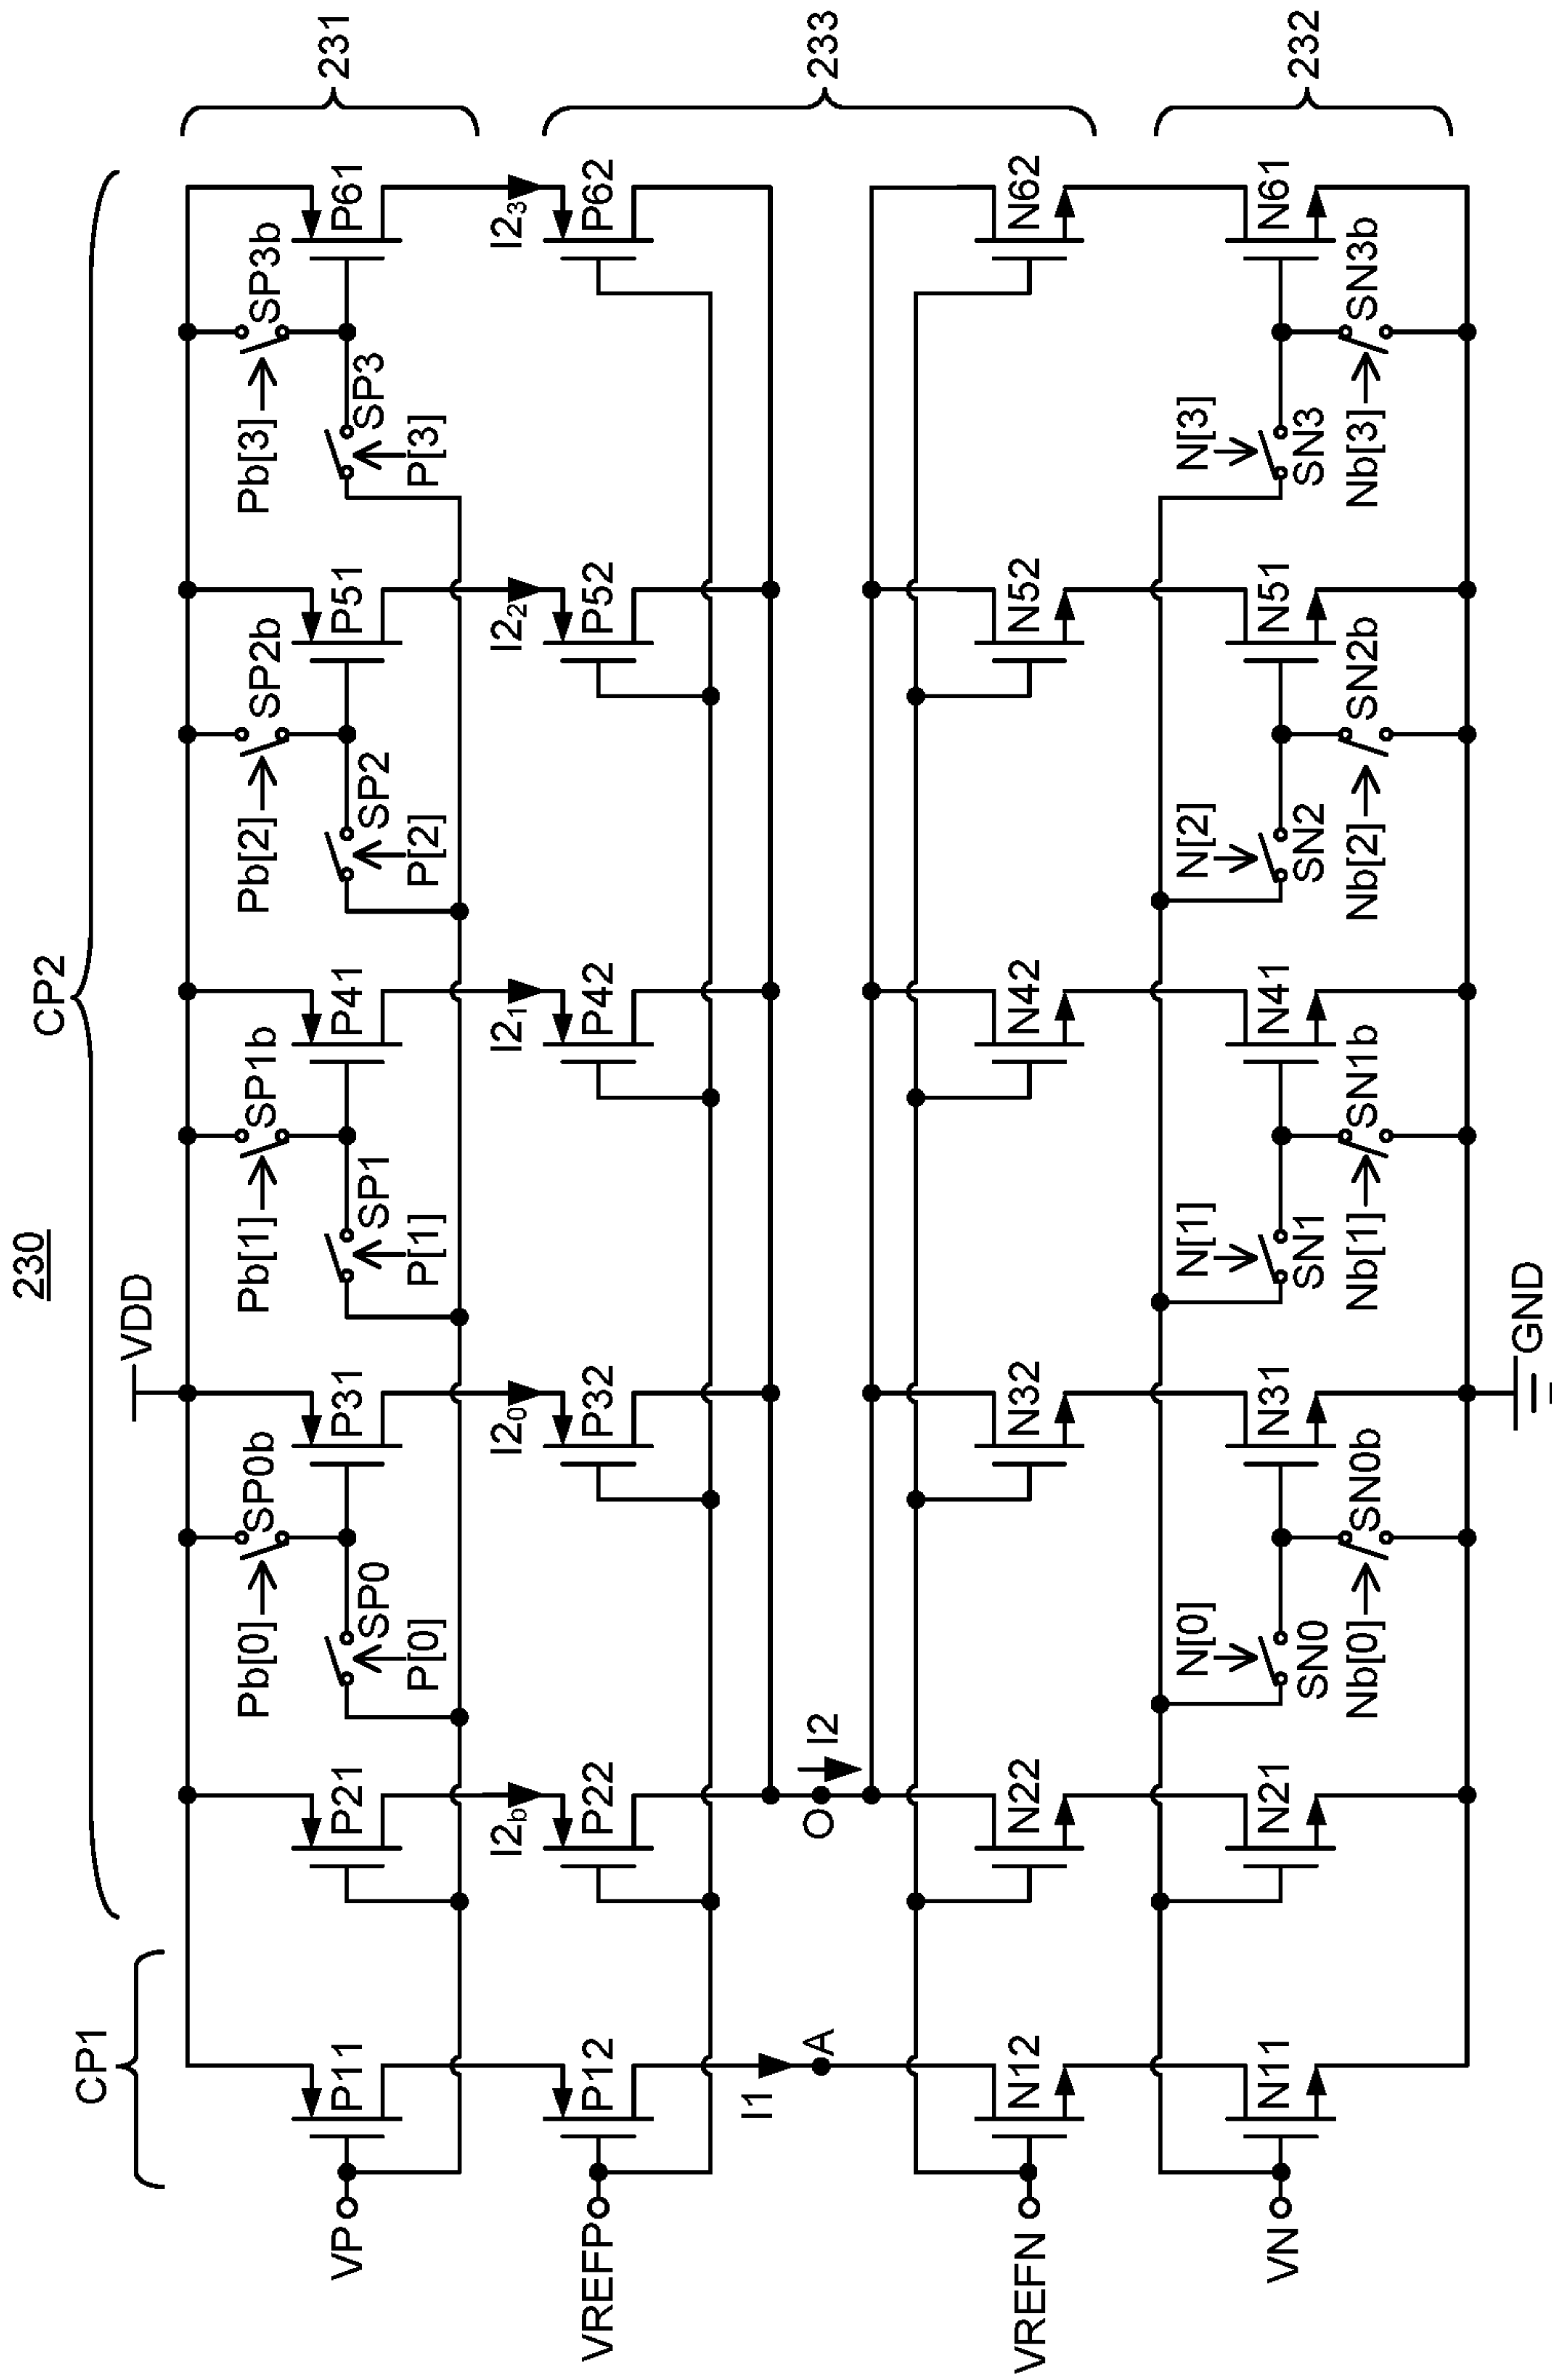 230
CP1
CP2
VDD
Pb[0]
SP0b
Pb[1]
SP1b
Pb[2]
SP2b
Pb[3]
SP3b
VP
P11
P21
SP0
P31
SP1
P41
SP2
P51
SP3
P61
231
P[0]
P[1]
P[2]
P[3]
I2b
I20
I21
I22
I23
VREFP
P12
P22
P32
P42
P52
P62
I1
A
O
I2
233
VREFN
N12
N22
N32
N42
N52
N62
N[0]
N[1]
N[2]
N[3]
VN
N11
N21
SN0
N31
SN1
N41
SN2
N51
SN3
N61
232
Nb[0]
SN0b
Nb[1]
SN1b
Nb[2]
SN2b
Nb[3]
SN3b
GND